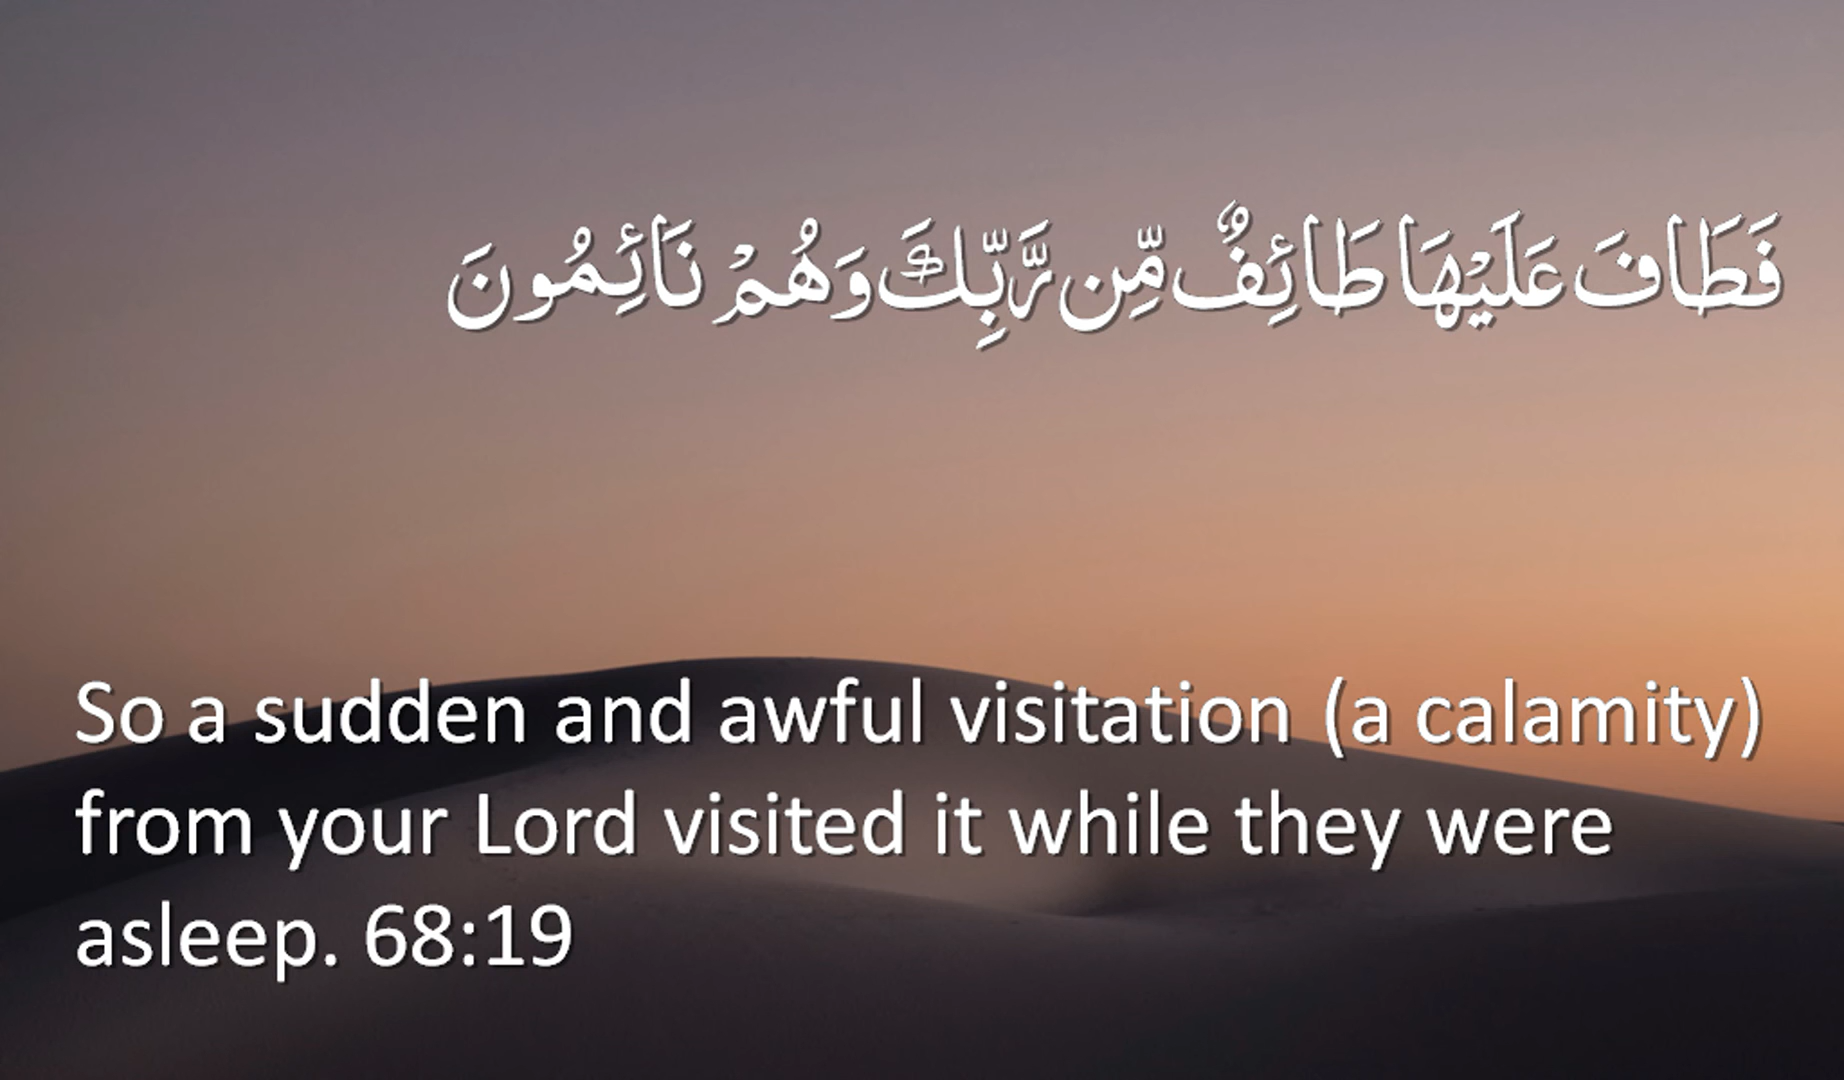 فَطَافَ عَلَيْهَا طَائِفٌ مِّن رَّبِّكَ وَهُمْ نَائِمُونَ
So a sudden and awful visitation (a calamity)
from your Lord visited it while they were
asleep. 68:19